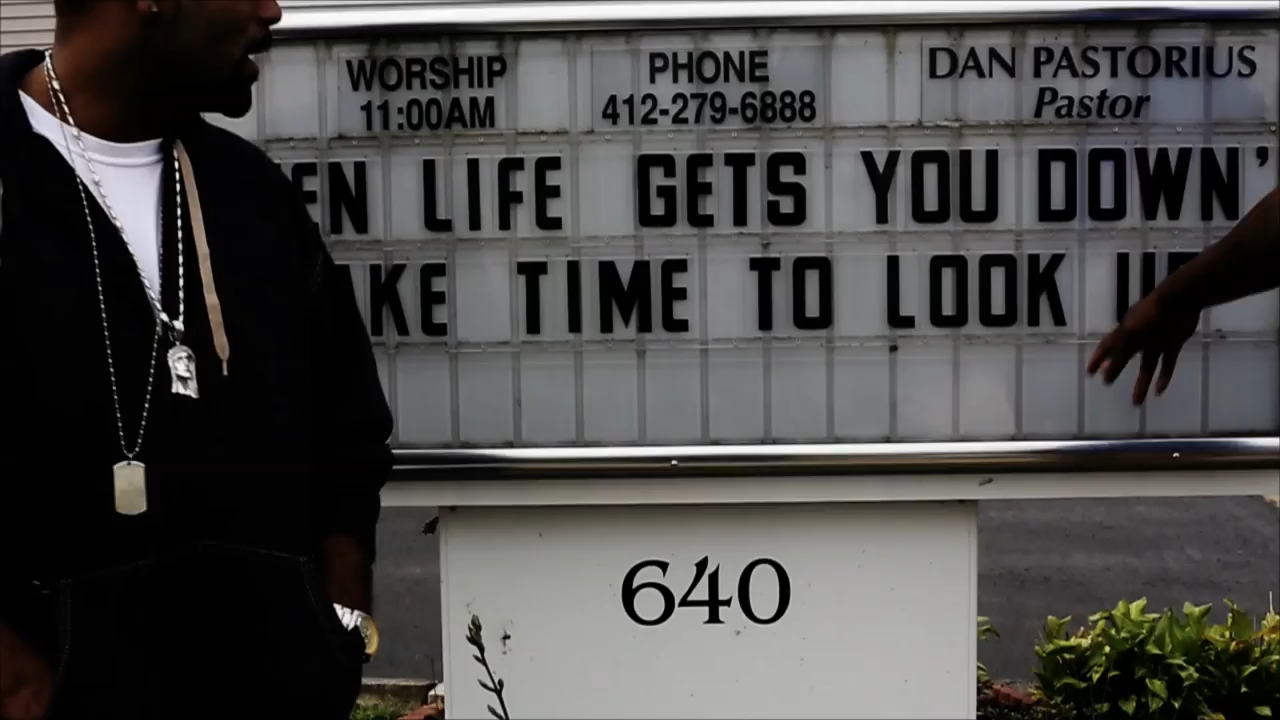 WORSHIP
11:00AM
PHONE
412-279-6888
DAN PASTORIUS
Pastor
EN LIFE GETS YOU DOWN'
AKE TIME TO LOOK UP
640